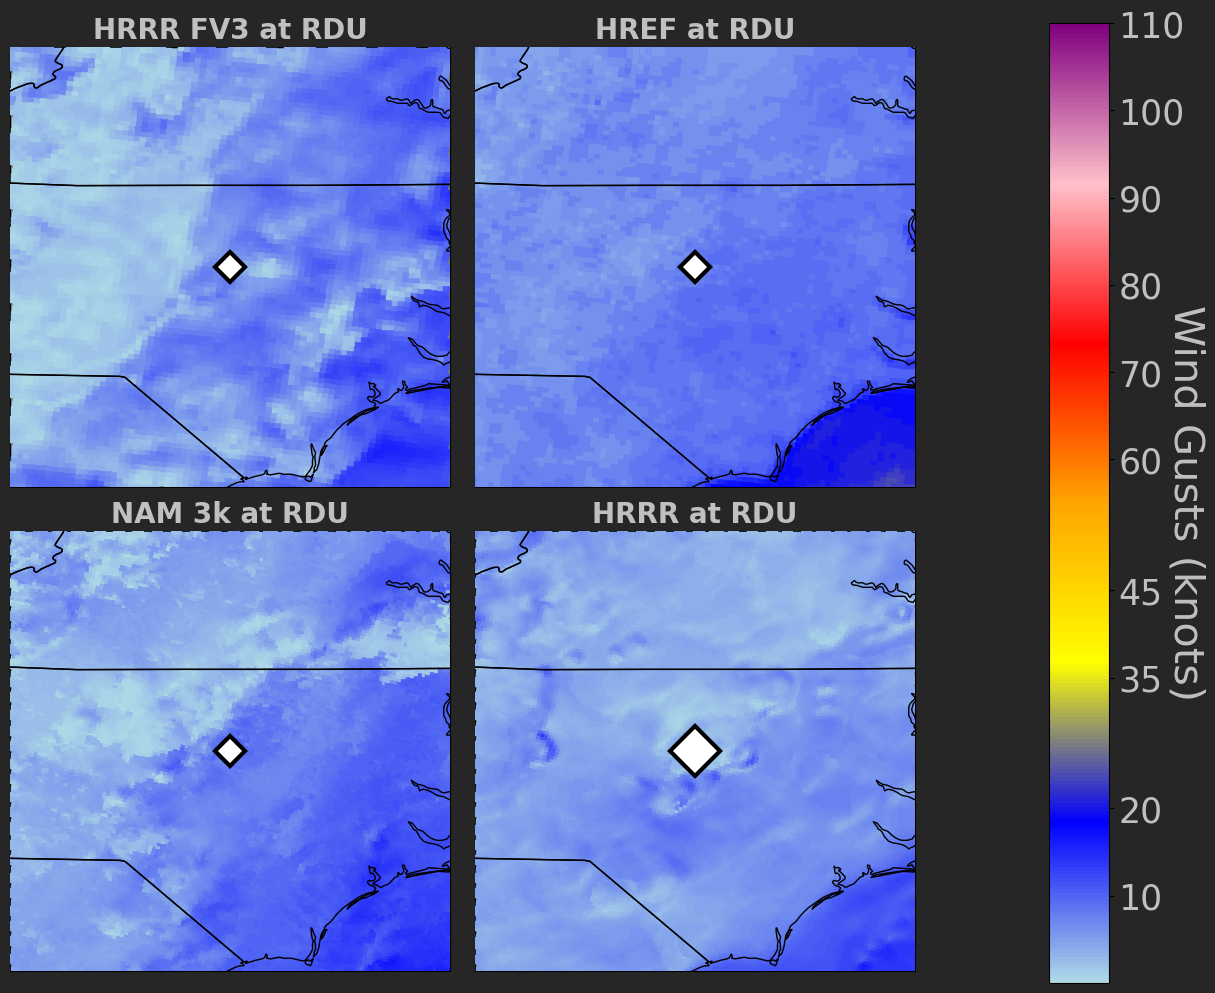 HRRR FV3 at RDU
HREF at RDU
NAM 3k at RDU
HRRR at RDU
110
100
90
80
70
60
45
35
20
10
Wind Gusts (knots)